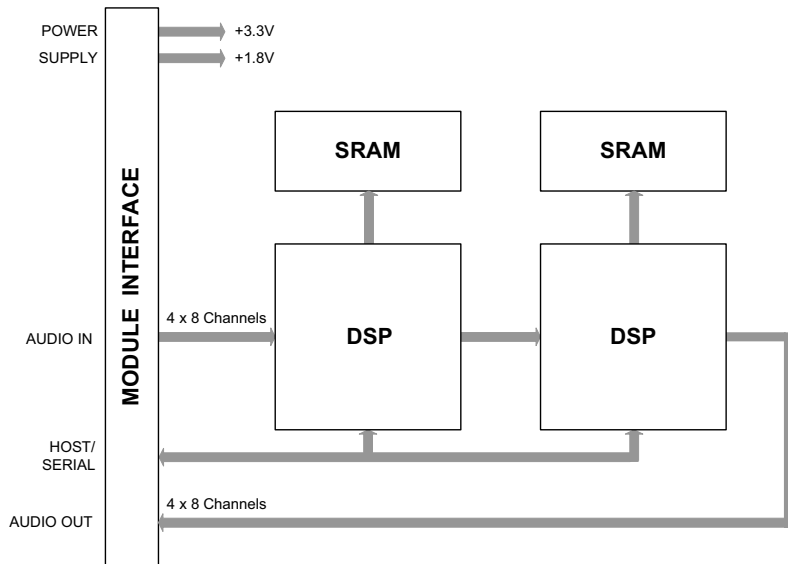 POWER
SUPPLY
+3.3V
+1.8V
MODULE INTERFACE
SRAM
SRAM
AUDIO IN
4 x 8 Channels
DSP
DSP
HOST/
SERIAL
4 x 8 Channels
AUDIO OUT